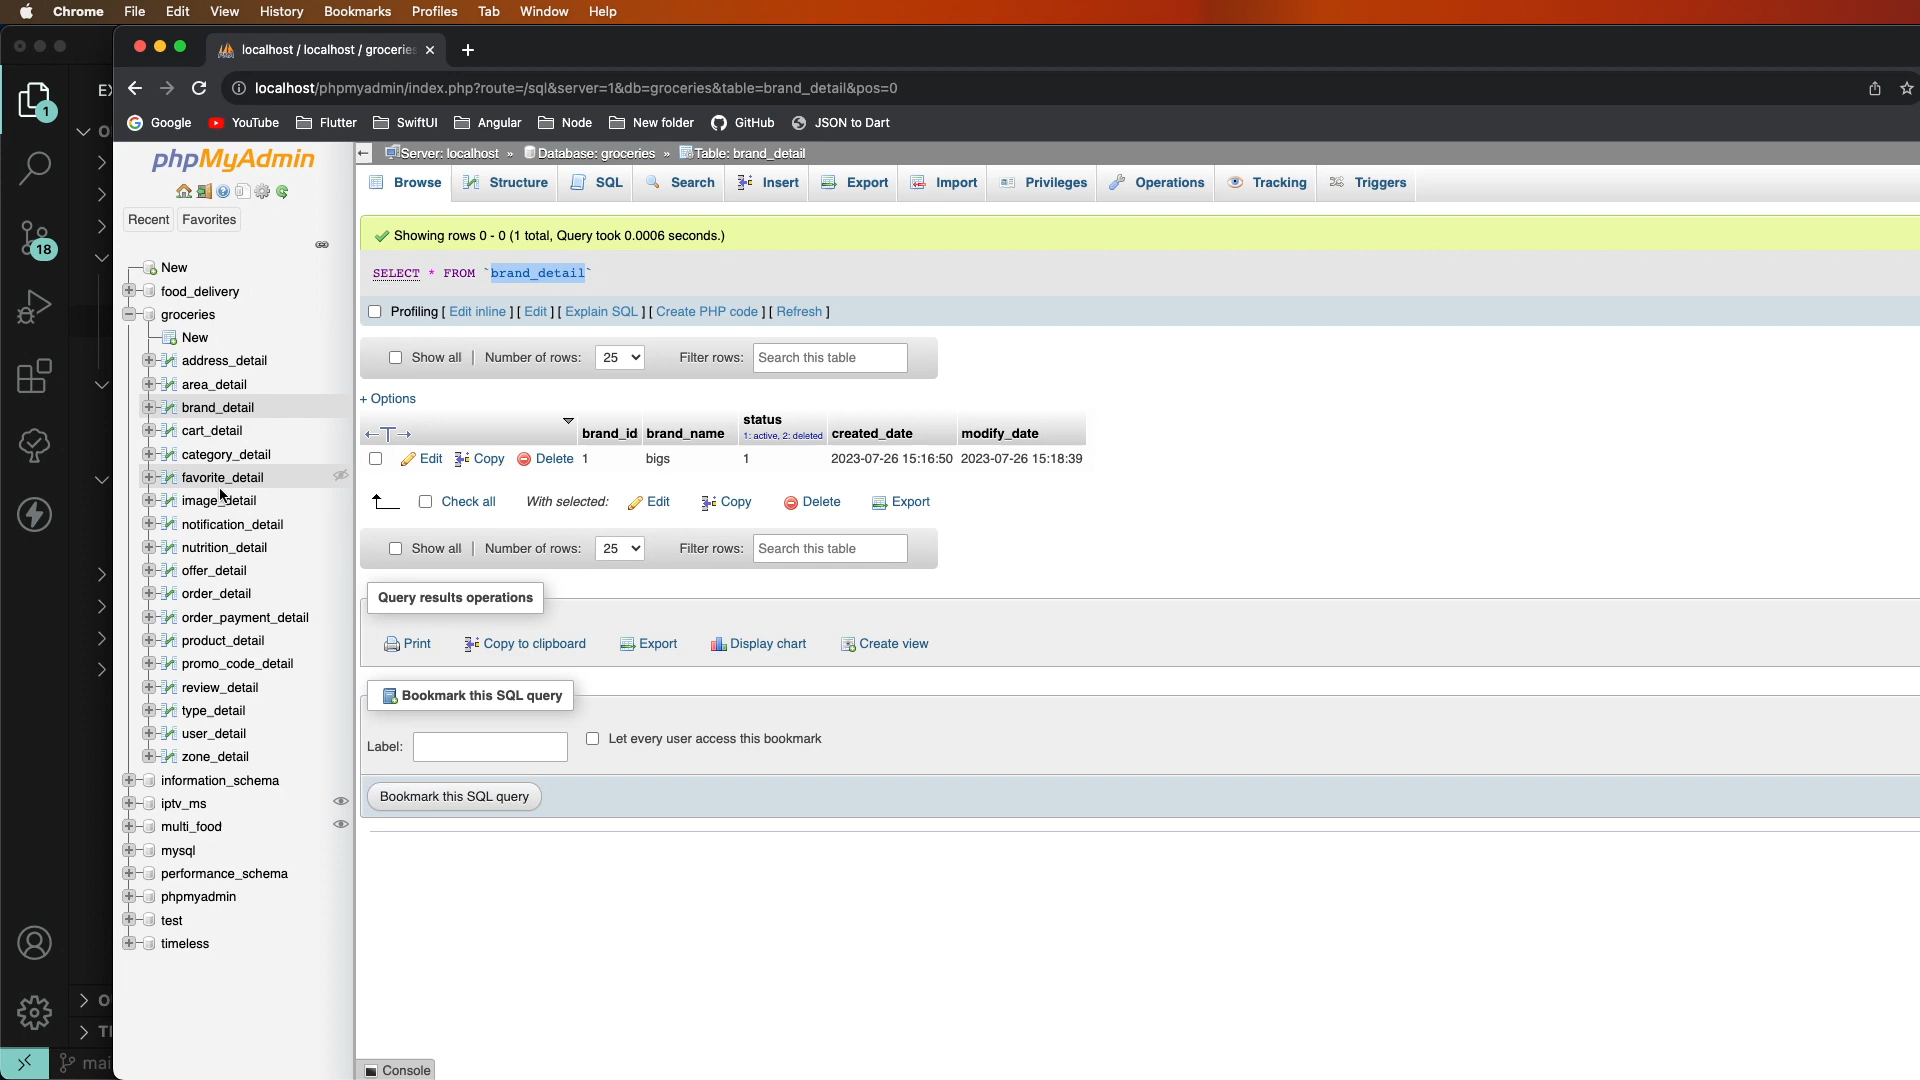 Chrome File Edit View History Bookmarks Profiles Tab Window Help
localhost / localhost / groceries
localhost/phpmyadmin/index.php?route=/sql&server=1&db=groceries&table=brand_detail&pos=0
Google YouTube Flutter SwiftUI Angular Node New folder GitHub JSON to Dart
1
18
mai
phpMyAdmin
Recent Favorites
New
food_delivery
groceries
New
address_detail
area_detail
brand_detail
cart_detail
category_detail
favorite_detail
image_detail
notification_detail
nutrition_detail
offer_detail
order_detail
order_payment_detail
product_detail
promo_code_detail
review_detail
type_detail
user_detail
zone_detail
information_schema
iptv_ms
multi_food
mysql
performance_schema
phpmyadmin
test
timeless
Server: localhost » Database: groceries » Table: brand_detail
Browse Structure SQL Search Insert Export Import Privileges Operations Tracking Triggers
Showing rows 0 - 0 (1 total, Query took 0.0006 seconds.)
SELECT * FROM `brand_detail`
Profiling [ Edit inline ] [ Edit ] [ Explain SQL ] [ Create PHP code ] [ Refresh ]
Show all | Number of rows: 25 Filter rows: Search this table
+ Options
brand_id brand_name status created_date modify_date
1: active, 2: deleted
Edit Copy Delete 1 bigs 1 2023-07-26 15:16:50 2023-07-26 15:18:39
Check all With selected: Edit Copy Delete Export
Show all | Number of rows: 25 Filter rows: Search this table
Query results operations
Print Copy to clipboard Export Display chart Create view
Bookmark this SQL query
Label: Let every user access this bookmark
Bookmark this SQL query
Console